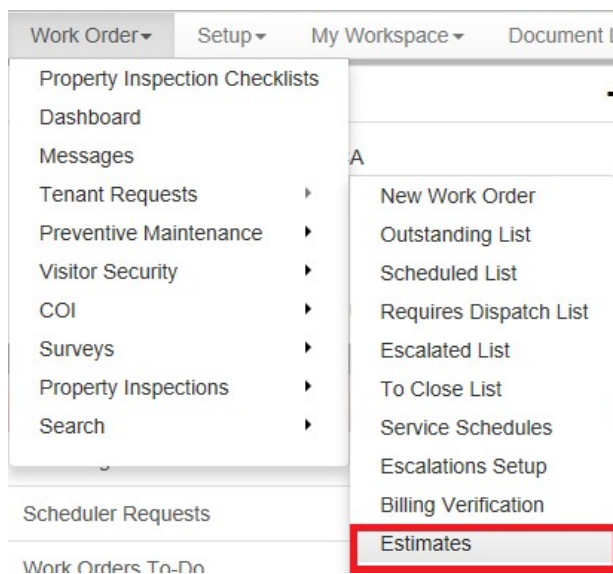 Work Order Setup My Workspace Document
Property Inspection Checklists
Dashboard
Messages
Tenant Requests
Preventive Maintenance
Visitor Security
COI
Surveys
Property Inspections
Search
A
New Work Order
Outstanding List
Scheduled List
Requires Dispatch List
Escalated List
To Close List
Service Schedules
Escalations Setup
Billing Verification
Estimates
Scheduler Requests
Work Orders To-Do